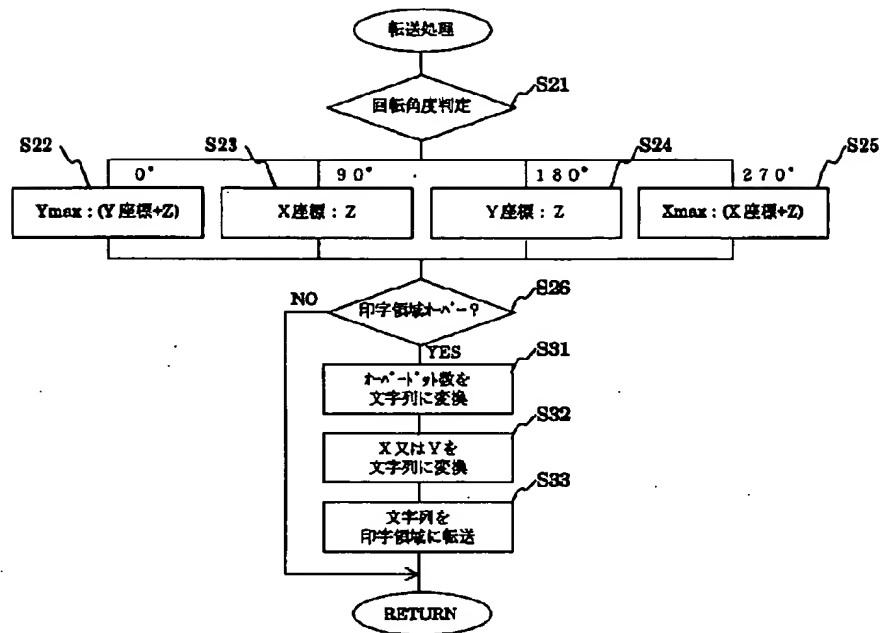 転送処理
S21
回転角度判定
S22
S23
S24
S25
0°
90°
180°
270°
Ymax：(Y座標+Z)
X座標：Z
Y座標：Z
Xmax：(X座標+Z)
S26
NO
印字領域ｵｰﾊﾞｰ？
YES
S31
ｵｰﾊﾞｰﾄﾞｯﾄ数を
文字列に変換
S32
X又はYを
文字列に変換
S33
文字列を
印字領域に転送
RETURN